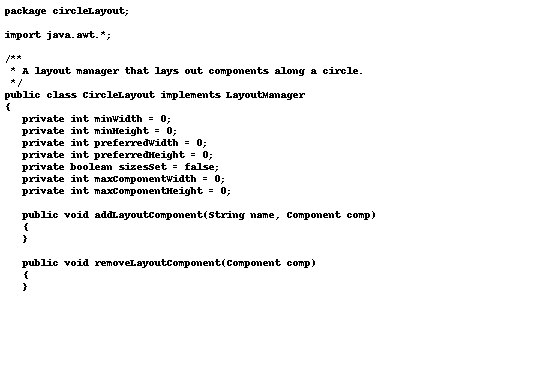 package circleLayout;
import java.awt.*;
/**
* A layout manager that lays out components along a circle.
*/
public class CircleLayout implements LayoutManager
{
private int minWidth = 0;
private int minHeight = 0;
private int preferredWidth = 0;
private int preferredHeight = 0;
private boolean sizesSet = false;
private int maxComponentWidth = 0;
private int maxComponentHeight = 0;
public void addLayoutComponent(String name, Component comp)
{
}
public void removeLayoutComponent(Component comp)
{
}